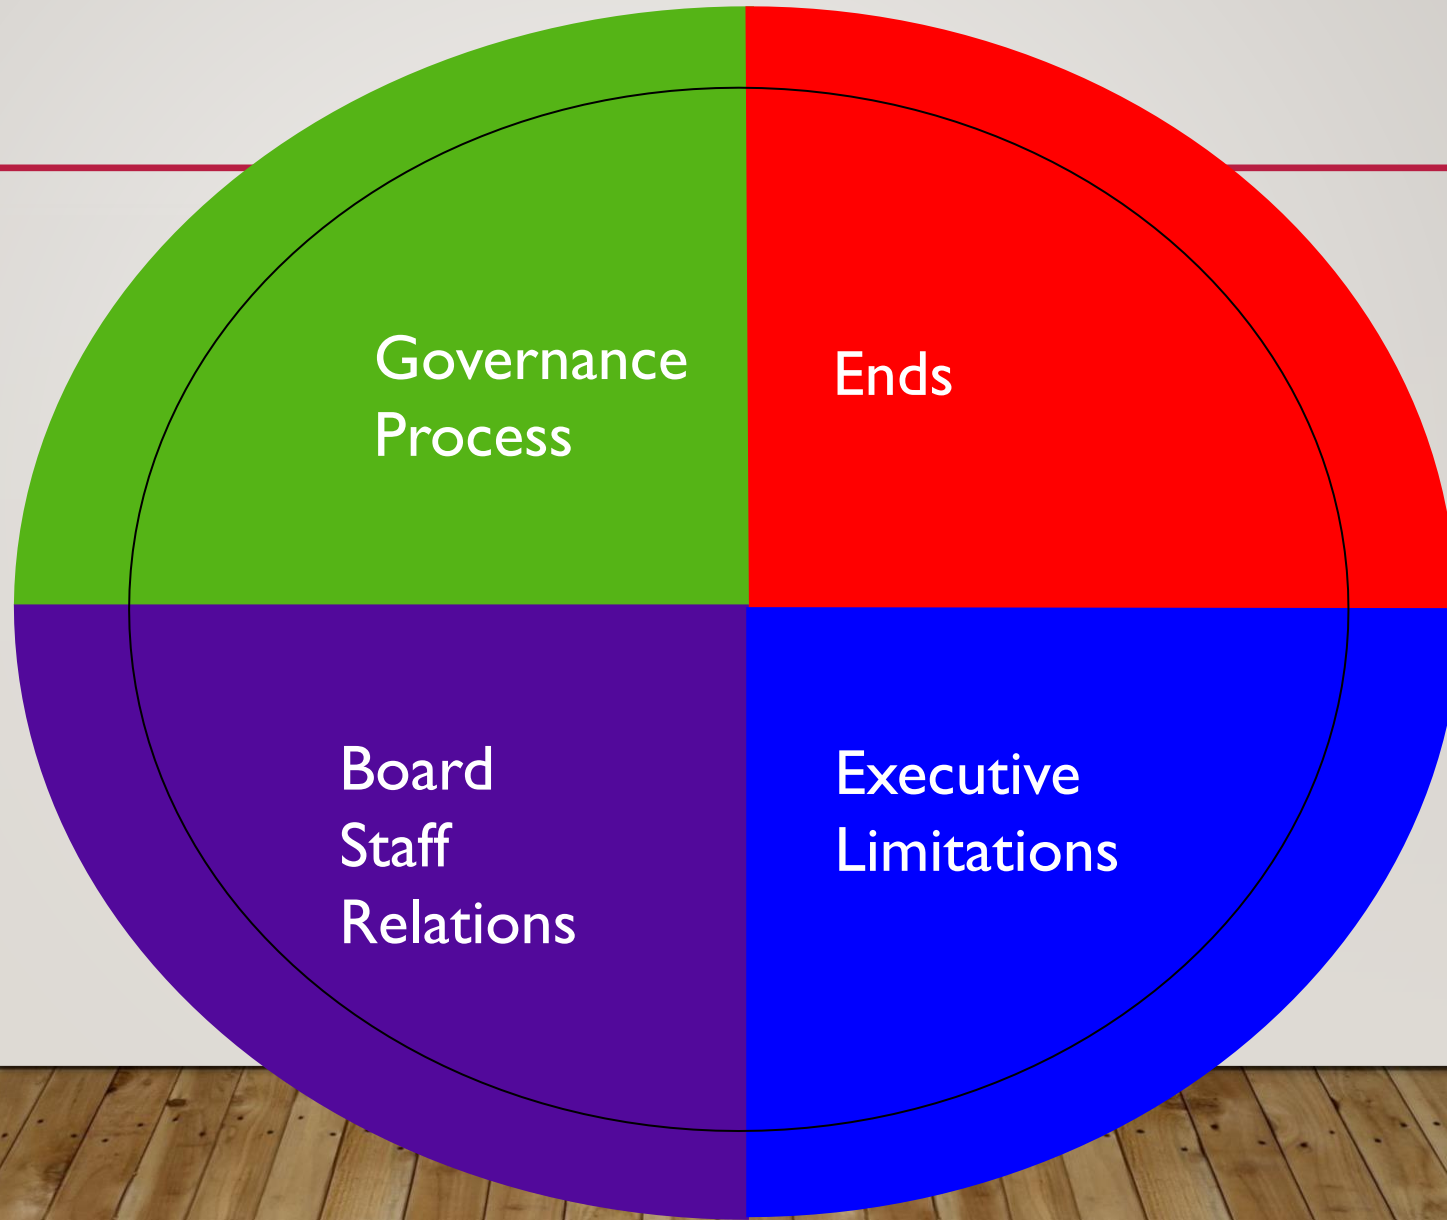 Governance
Process
Ends
Board
Staff
Relations
Executive
Limitations